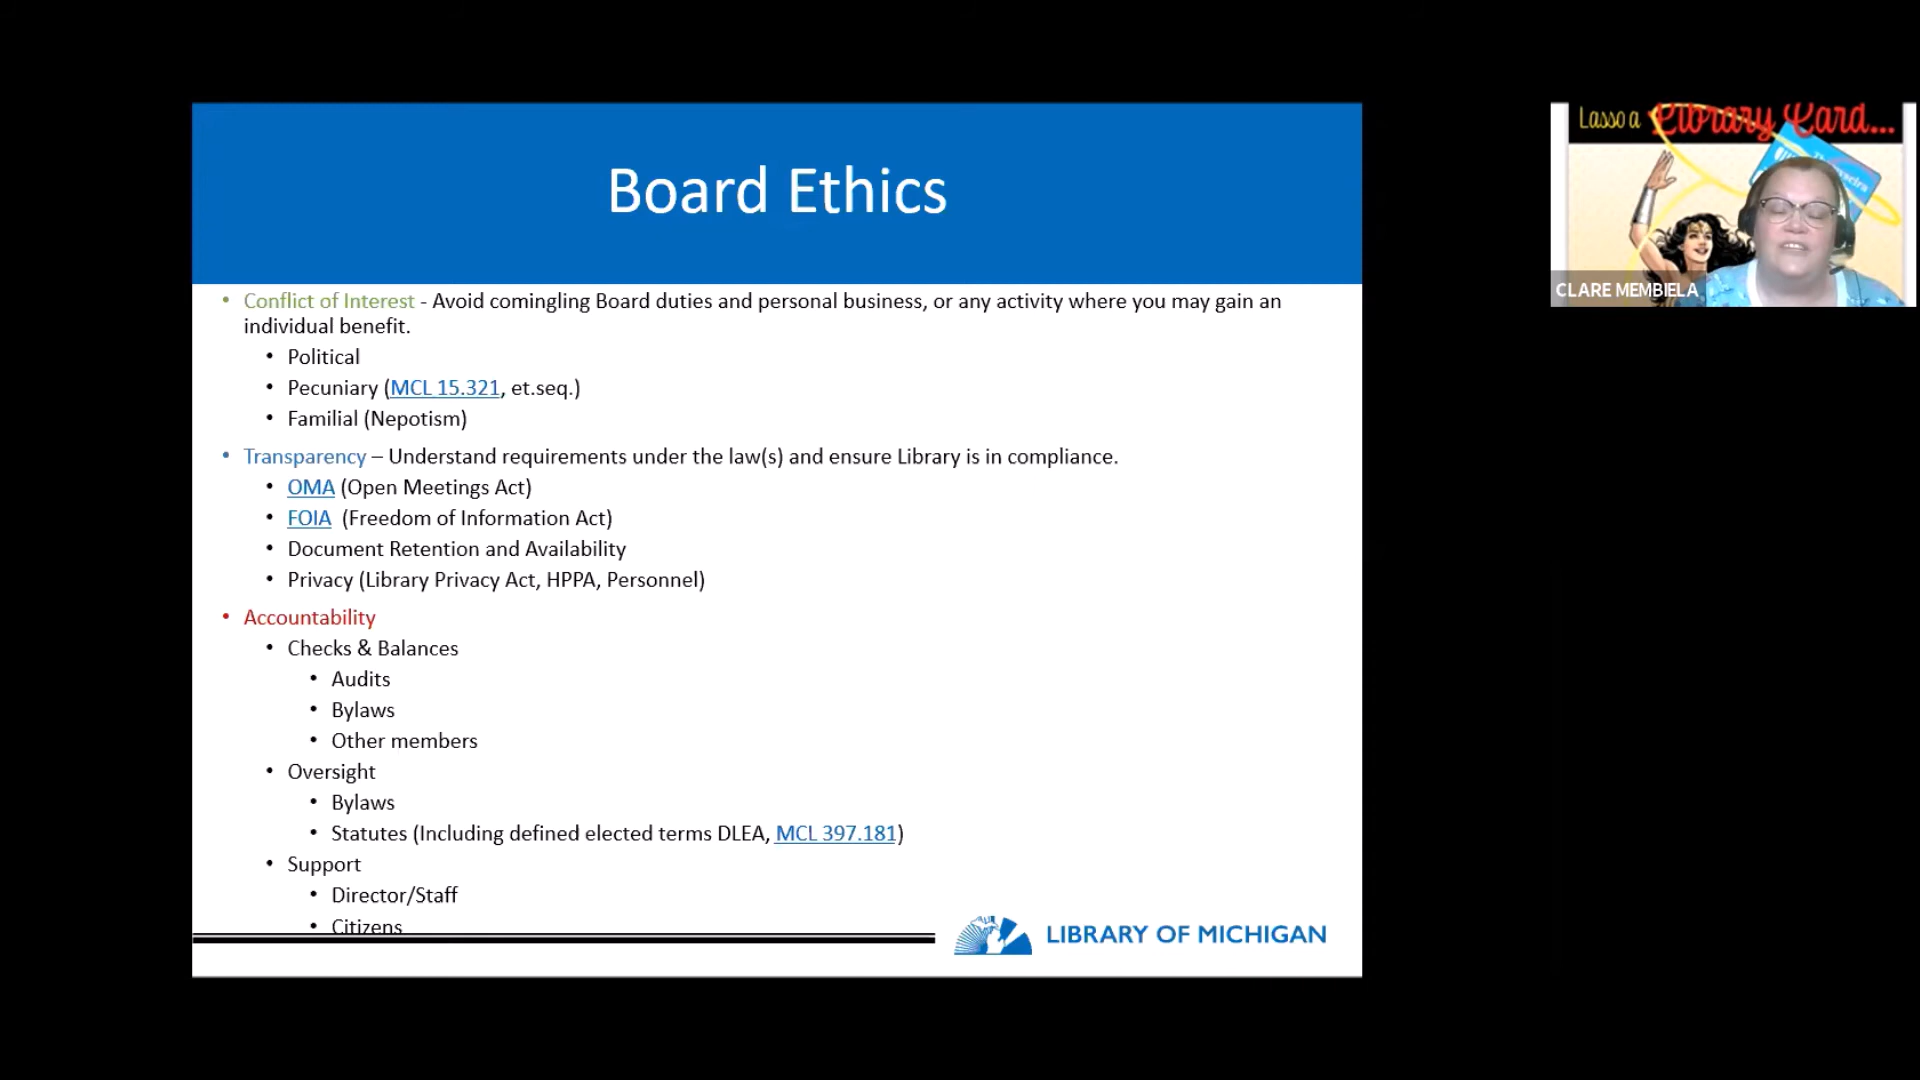 Board Ethics
• Conflict of Interest - Avoid comingling Board duties and personal business, or any activity where you may gain an
individual benefit.
• Political
• Pecuniary (MCL 15.321, et.seq.)
• Familial (Nepotism)
• Transparency – Understand requirements under the law(s) and ensure Library is in compliance.
• OMA (Open Meetings Act)
• FOIA (Freedom of Information Act)
• Document Retention and Availability
• Privacy (Library Privacy Act, HPPA, Personnel)
• Accountability
• Checks & Balances
• Audits
• Bylaws
• Other members
• Oversight
• Bylaws
• Statutes (Including defined elected terms DLEA, MCL 397.181)
• Support
• Director/Staff
• Citizens
LIBRARY OF MICHIGAN
Lasso a Library Card...
CLARE MEMBIELA